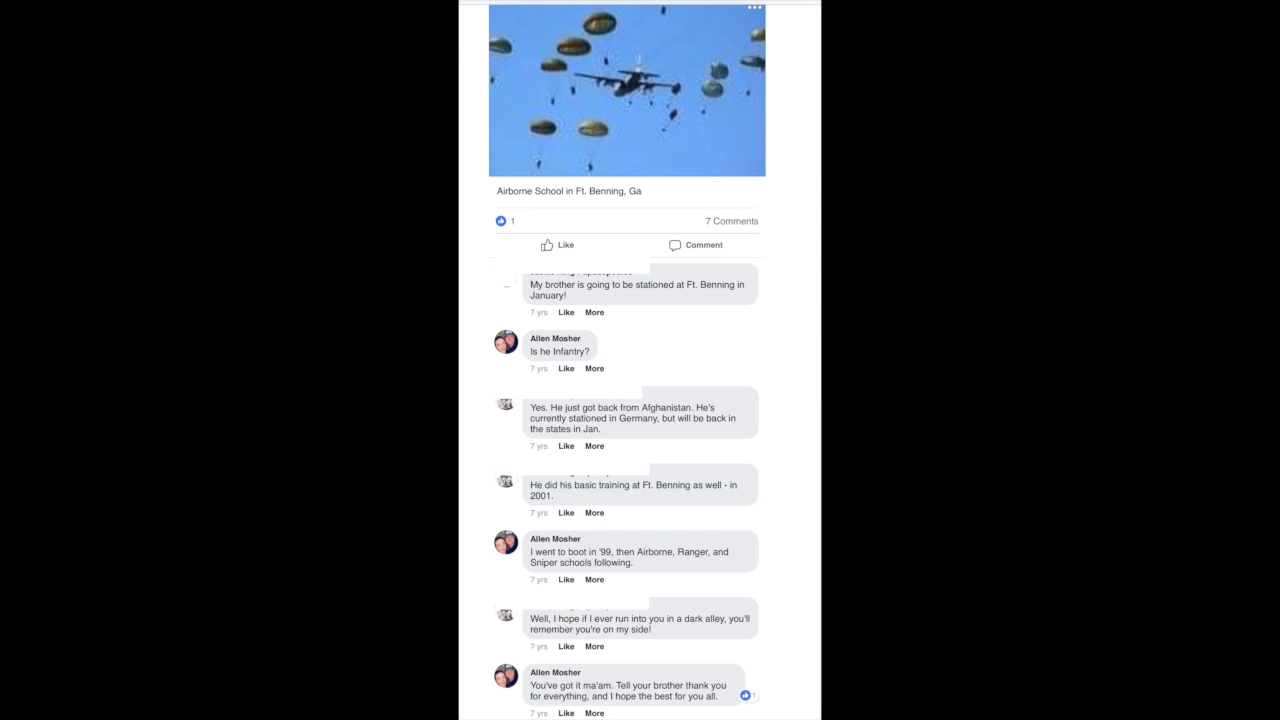 Airborne School in Ft. Benning, Ga
1
7 Comments
Like
Comment
My brother is going to be stationed at Ft. Benning in
January!
7 yrs Like More
Allen Mosher
Is he Infantry?
7 yrs Like More
Yes. He just got back from Afghanistan. He's
currently stationed in Germany, but will be back in
the states in Jan.
7 yrs Like More
He did his basic training at Ft. Benning as well - in
2001.
7 yrs Like More
Allen Mosher
I went to boot in '99, then Airborne, Ranger, and
Sniper schools following.
7 yrs Like More
Well, I hope if I ever run into you in a dark alley, you'll
remember you're on my side!
7 yrs Like More
Allen Mosher
You've got it ma'am. Tell your brother thank you
for everything, and I hope the best for you all.
1
7 yrs Like More